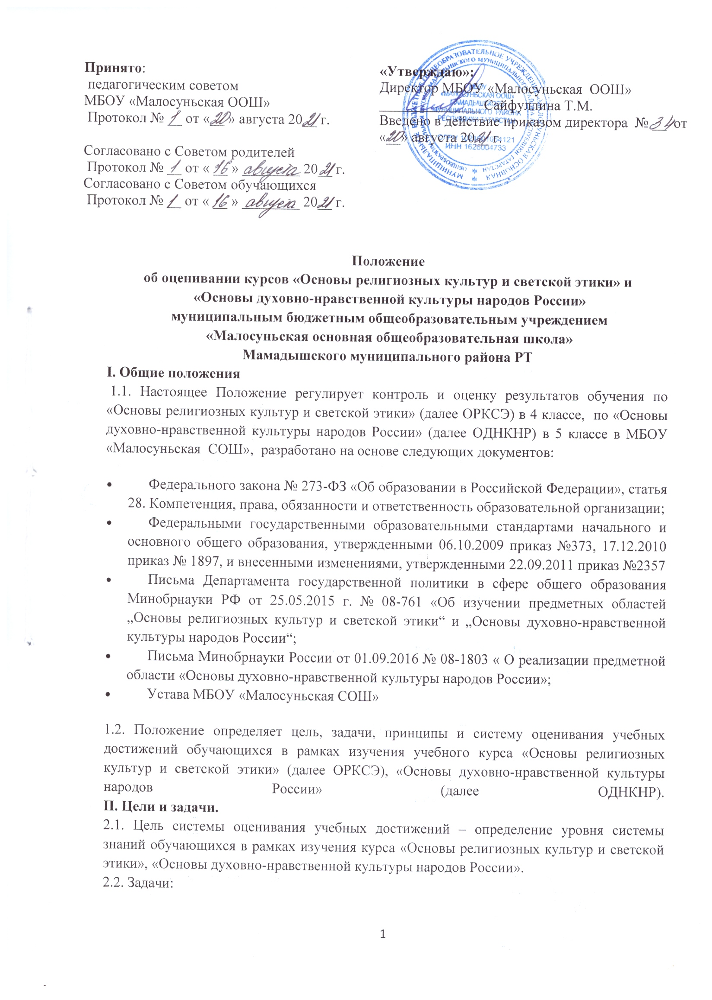 Принято:
педагогическим советом
МБОУ «Малосуньская ООШ»
Протокол № 1 от «20» августа 2021 г.
Согласовано с Советом родителей
Протокол № 1 от « 16 » августа 2021 г.
Согласовано с Советом обучающихся
Протокол № 1 от « 16 » августа 2021 г.
«Утверждаю»:
Директор МБОУ «Малосуньская ООШ»
Сайфуллина Т.М.
Введено в действие приказом директора № 34 от
«20» августа 2021 г.
МБОУ
«МАЛОСУНЬСКАЯ ООШ»
МАМАДЫШСКОГО
МУНИЦИПАЛЬНОГО РАЙОНА
РЕСПУБЛИКИ ТАТАРСТАН
ИНН 1626004733
Положение
об оценивании курсов «Основы религиозных культур и светской этики» и
«Основы духовно-нравственной культуры народов России»
муниципальным бюджетным общеобразовательным учреждением
«Малосуньская основная общеобразовательная школа»
Мамадышского муниципального района РТ
I. Общие положения
1.1. Настоящее Положение регулирует контроль и оценку результатов обучения по
«Основы религиозных культур и светской этики» (далее ОРКСЭ) в 4 классе, по «Основы
духовно-нравственной культуры народов России» (далее ОДНКНР) в 5 классе в МБОУ
«Малосуньская СОШ», разработано на основе следующих документов:
• Федерального закона № 273-ФЗ «Об образовании в Российской Федерации», статья
28. Компетенция, права, обязанности и ответственность образовательной организации;
• Федеральными государственными образовательными стандартами начального и
основного общего образования, утвержденными 06.10.2009 приказ №373, 17.12.2010
приказ № 1897, и внесенными изменениями, утвержденными 22.09.2011 приказ №2357
• Письма Департамента государственной политики в сфере общего образования
Минобрнауки РФ от 25.05.2015 г. № 08-761 «Об изучении предметных областей
„Основы религиозных культур и светской этики“ и „Основы духовно-нравственной
культуры народов России“;
• Письма Минобрнауки России от 01.09.2016 № 08-1803 « О реализации предметной
области «Основы духовно-нравственной культуры народов России»;
• Устава МБОУ «Малосуньская СОШ»
1.2. Положение определяет цель, задачи, принципы и систему оценивания учебных
достижений обучающихся в рамках изучения учебного курса «Основы религиозных
культур и светской этики» (далее ОРКСЭ), «Основы духовно-нравственной культуры
народов России» (далее ОДНКНР).
II. Цели и задачи.
2.1. Цель системы оценивания учебных достижений – определение уровня системы
знаний обучающихся в рамках изучения курса «Основы религиозных культур и светской
этики», «Основы духовно-нравственной культуры народов России».
2.2. Задачи:
1